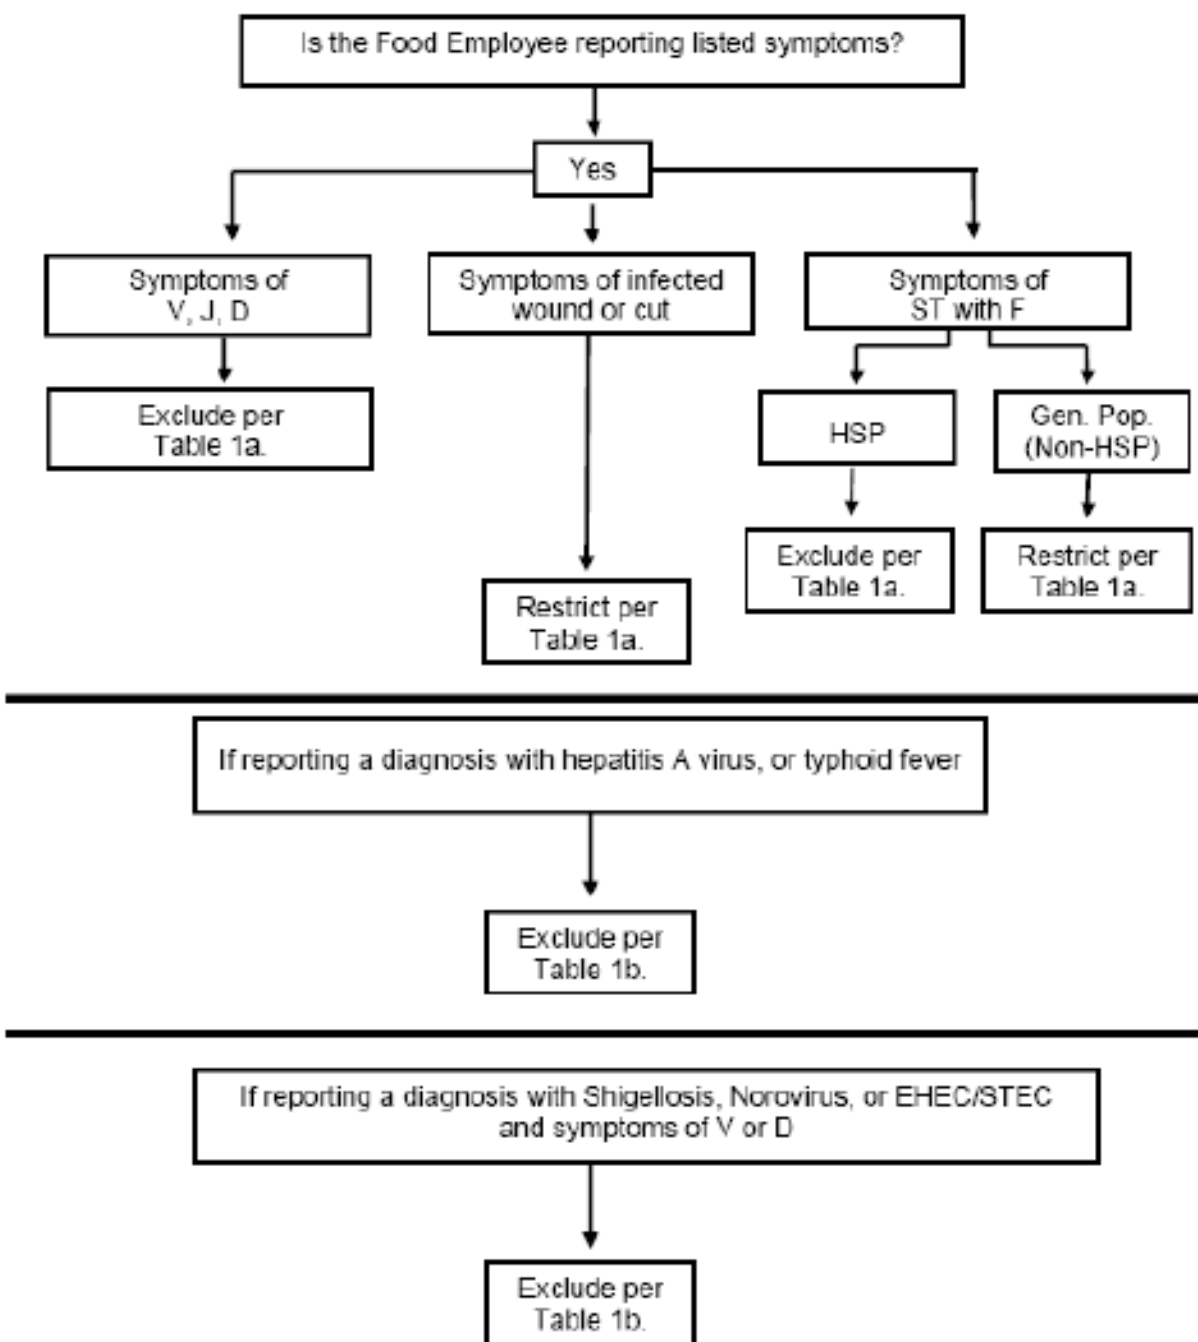 Is the Food Employee reporting listed symptoms?
Yes
Symptoms of
V, J, D
Symptoms of infected
wound or cut
Symptoms of
ST with F
Exclude per
Table 1a.
HSP
Gen. Pop.
(Non-HSP)
Exclude per
Table 1a.
Restrict per
Table 1a.
Restrict per
Table 1a.
If reporting a diagnosis with hepatitis A virus, or typhoid fever
Exclude per
Table 1b.
If reporting a diagnosis with Shigellosis, Norovirus, or EHEC/STEC
and symptoms of V or D
Exclude per
Table 1b.